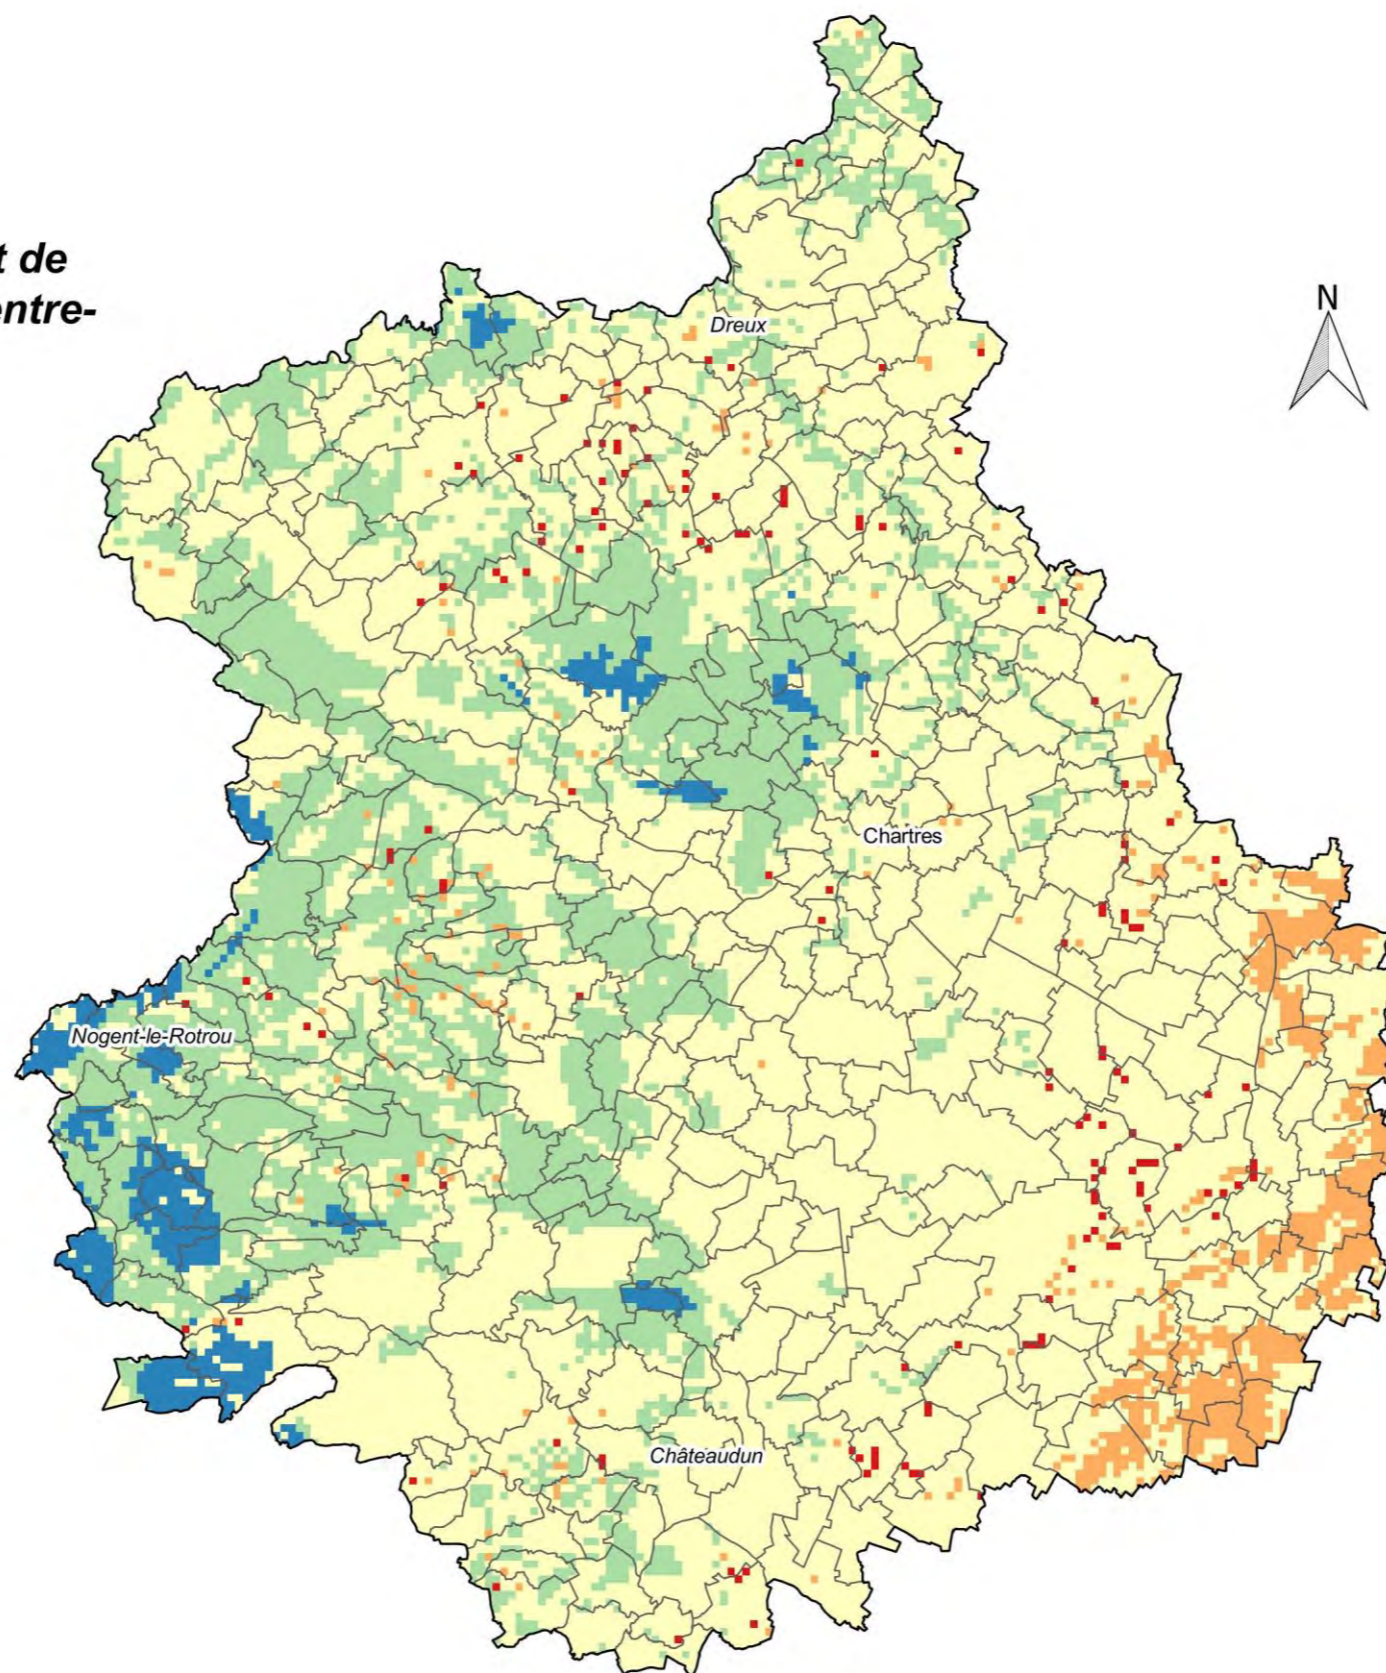 t de
entre-
N
Dreux
Chartres
Nogent-le-Rotrou
Châteaudun